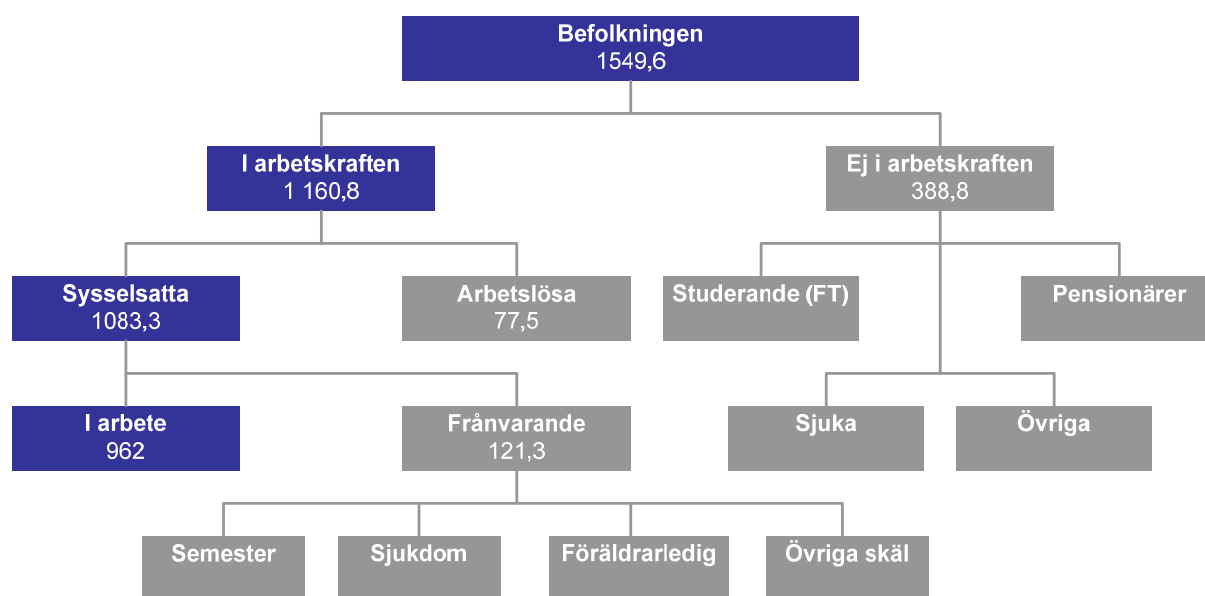 Befolkningen
1549,6
I arbetskraften
1 160,8
Ej i arbetskraften
388,8
Sysselsatta
1083,3
Arbetslösa
77,5
Studerande (FT)
Pensionärer
I arbete
962
Frånvarande
121,3
Sjuka
Övriga
Semester
Sjukdom
Föräldrarledig
Övriga skäl